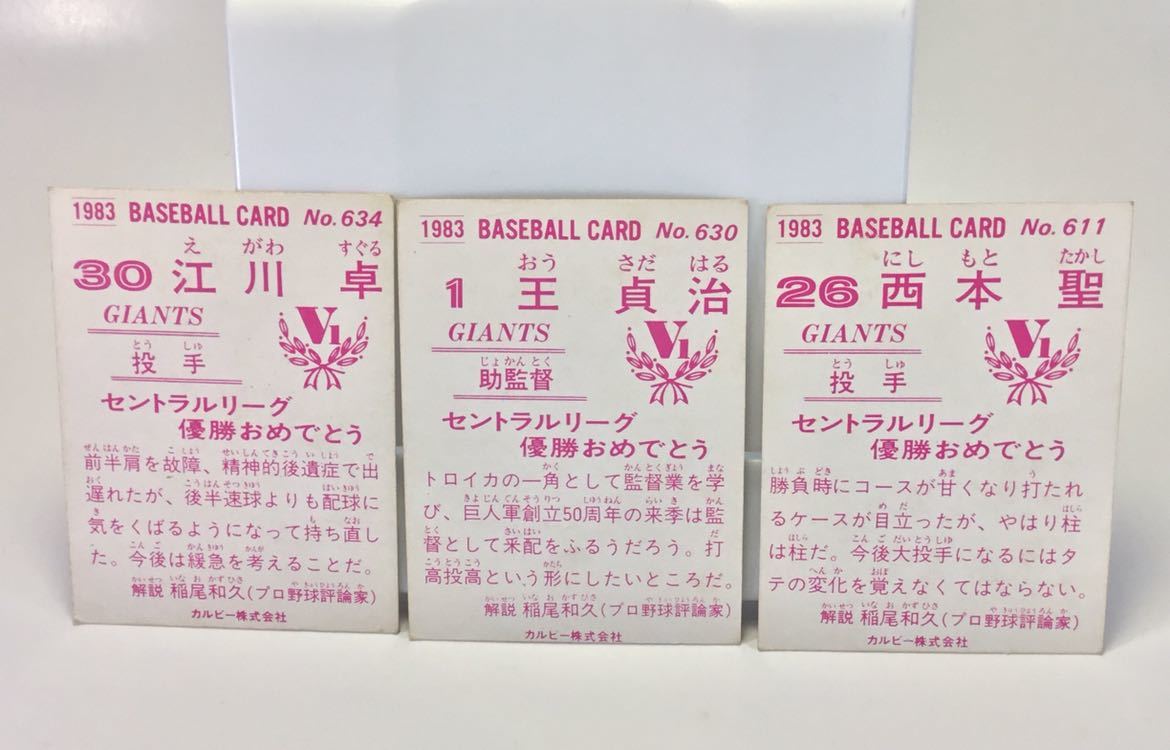 1983 BASEBALL CARD No.634
え がわ すぐる
30 江川 卓
GIANTS
V1
とう しゅ
投手
セントラルリーグ
優勝おめでとう
前半肩を故障、精神的後遺症で出
遅れたが、後半速球よりも配球に
気をくばるようになって持ち直し
た。今後は緩急を考えることだ。
解説 稲尾和久(プロ野球評論家)
カルビー株式会社
1983 BASEBALL CARD No.630
おう さだ はる
1 王 貞治
GIANTS
V1
じょかんとく
助監督
セントラルリーグ
優勝おめでとう
トロイカの一角として監督業を学
び、巨人軍創立50周年の来季は監
督として采配をふるうだろう。打
高投高という形にしたいところだ。
解説 稲尾和久(プロ野球評論家)
カルビー株式会社
1983 BASEBALL CARD No.611
にし もと たかし
26 西本 聖
GIANTS
V1
とう しゅ
投手
セントラルリーグ
優勝おめでとう
勝負時にコースが甘くなり打たれ
るケースが目立ったが、やはり柱
は柱だ。今後大投手になるにはタ
テの変化を覚えなくてはならない。
解説 稲尾和久(プロ野球評論家)
カルビー株式会社